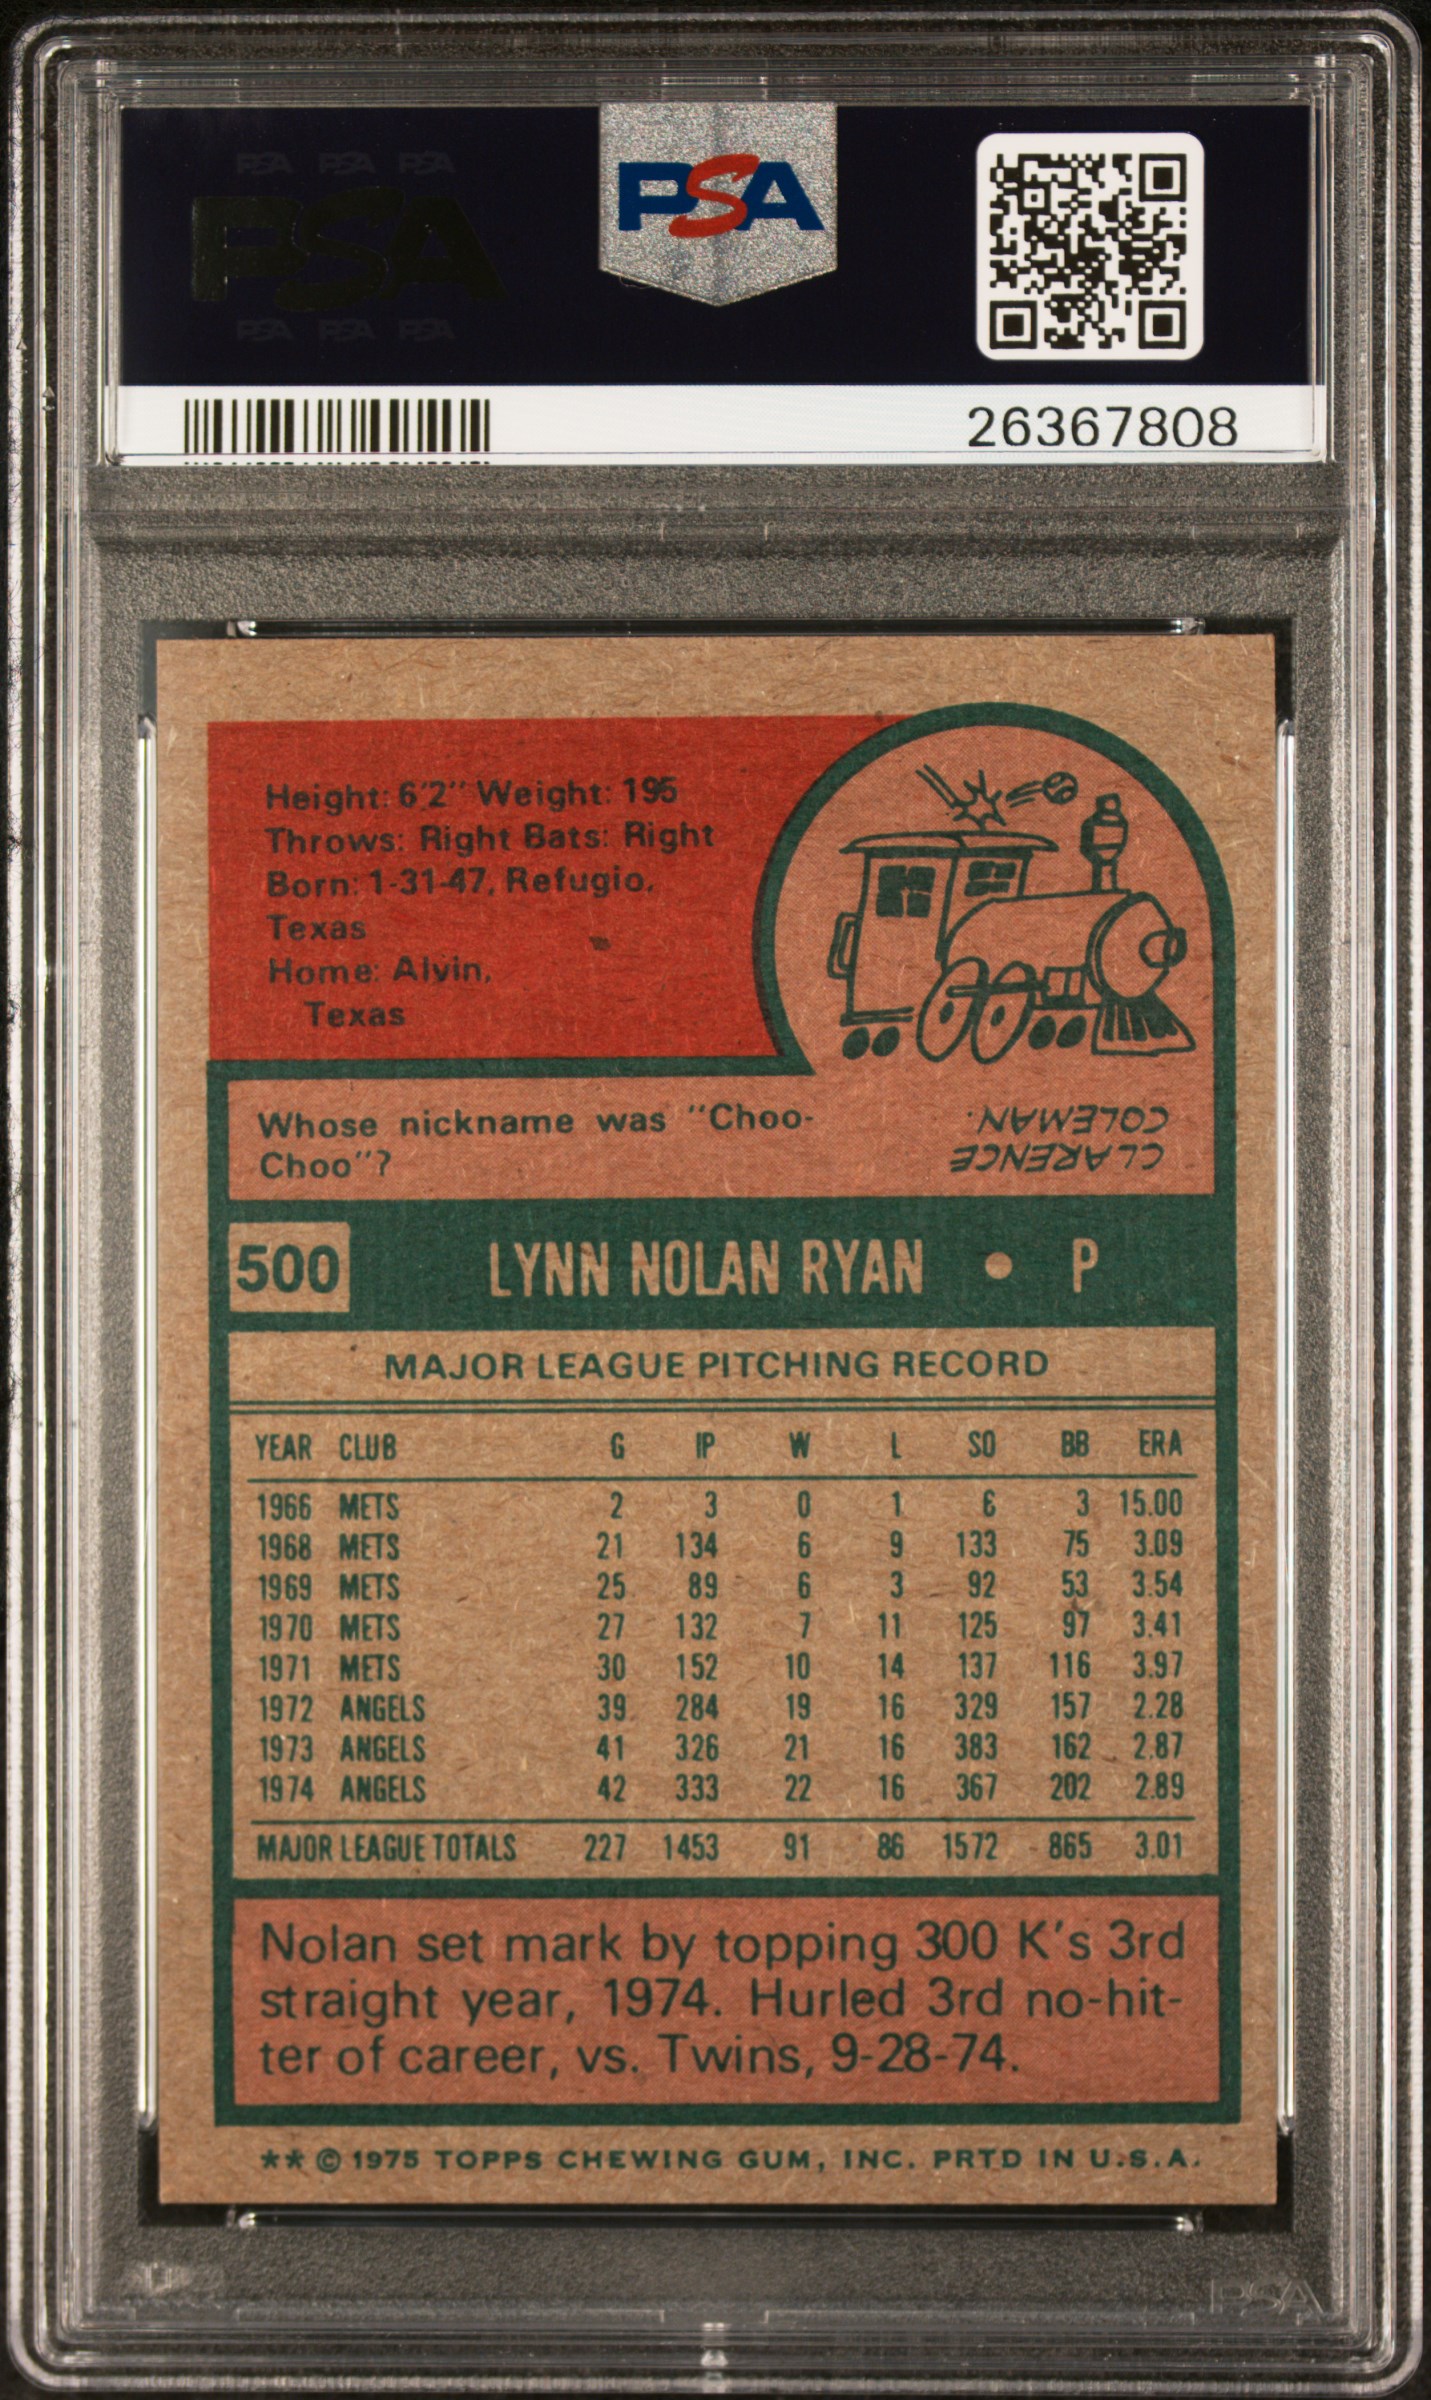 PSA PSA PSA
PSA
PSA PSA PSA
PSA
26367808
Height: 6'2" Weight: 195
Throws: Right Bats: Right
Born: 1-31-47, Refugio,
Texas
Home: Alvin,
Texas
Whose nickname was "Choo-
Choo"?
CLARENCE
COLEMAN.
500 LYNN NOLAN RYAN • P
MAJOR LEAGUE PITCHING RECORD
YEAR CLUB G IP W L SO BB ERA
1966 METS 2 3 0 1 6 3 15.00
1968 METS 21 134 6 9 133 75 3.09
1969 METS 25 89 6 3 92 53 3.54
1970 METS 27 132 7 11 125 97 3.41
1971 METS 30 152 10 14 137 116 3.97
1972 ANGELS 39 284 19 16 329 157 2.28
1973 ANGELS 41 326 21 16 383 162 2.87
1974 ANGELS 42 333 22 16 367 202 2.89
MAJOR LEAGUE TOTALS 227 1453 91 86 1572 865 3.01
Nolan set mark by topping 300 K's 3rd
straight year, 1974. Hurled 3rd no-hit-
ter of career, vs. Twins, 9-28-74.
** © 1975 TOPPS CHEWING GUM, INC. PRTD IN U.S.A.
PSA